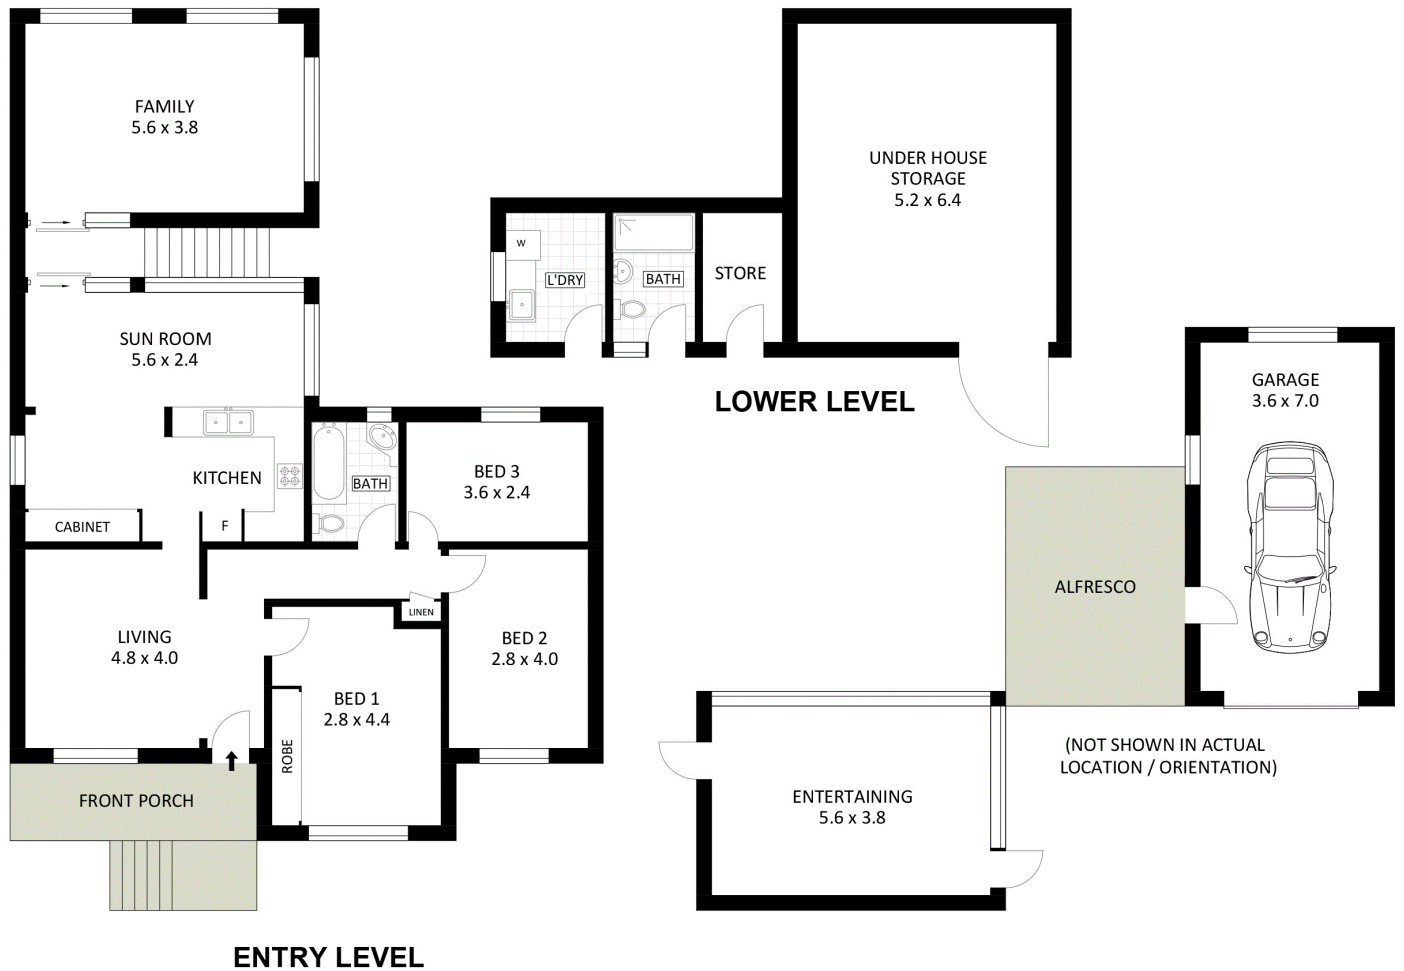 FAMILY
5.6 x 3.8
SUN ROOM
5.6 x 2.4
KITCHEN
CABINET
F
BATH
BED 3
3.6 x 2.4
LINEN
LIVING
4.8 x 4.0
BED 2
2.8 x 4.0
BED 1
2.8 x 4.4
ROBE
FRONT PORCH
ENTRY LEVEL
UNDER HOUSE
STORAGE
5.2 x 6.4
W
L'DRY
BATH
STORE
LOWER LEVEL
GARAGE
3.6 x 7.0
ALFRESCO
(NOT SHOWN IN ACTUAL
LOCATION / ORIENTATION)
ENTERTAINING
5.6 x 3.8